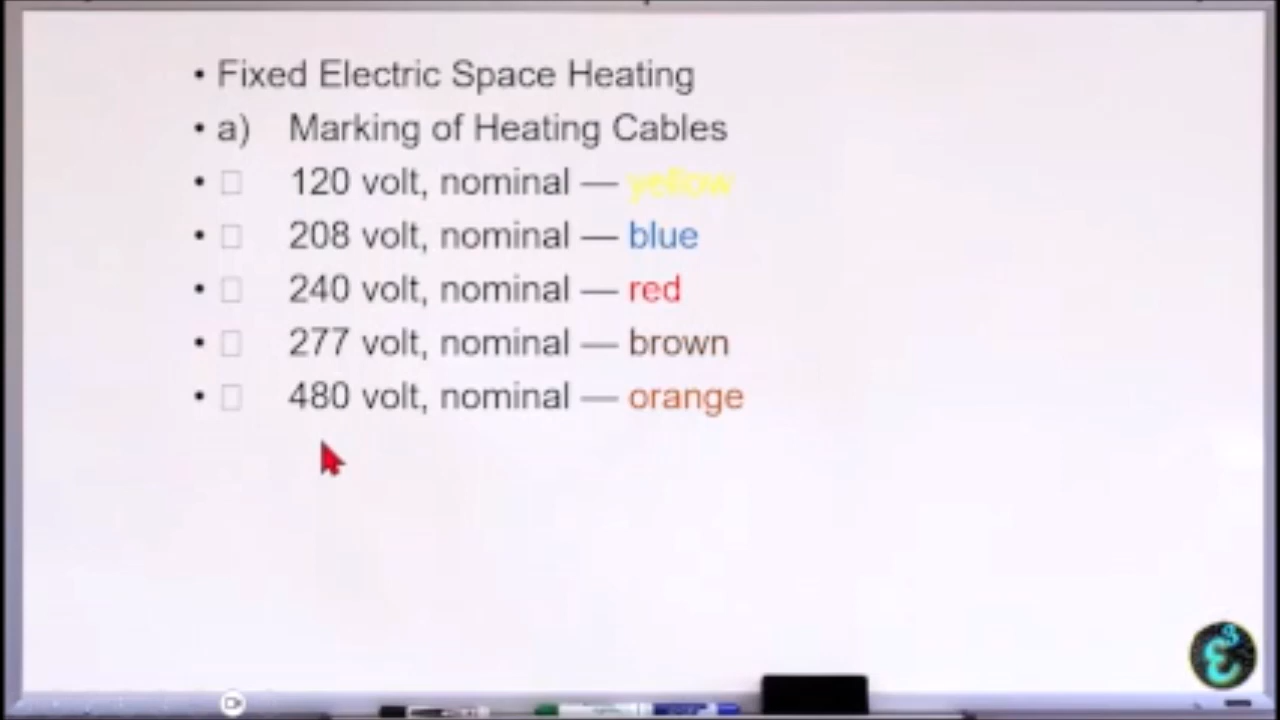 • Fixed Electric Space Heating
• a) Marking of Heating Cables
• 120 volt, nominal — yellow
• 208 volt, nominal — blue
• 240 volt, nominal — red
• 277 volt, nominal — brown
• 480 volt, nominal — orange